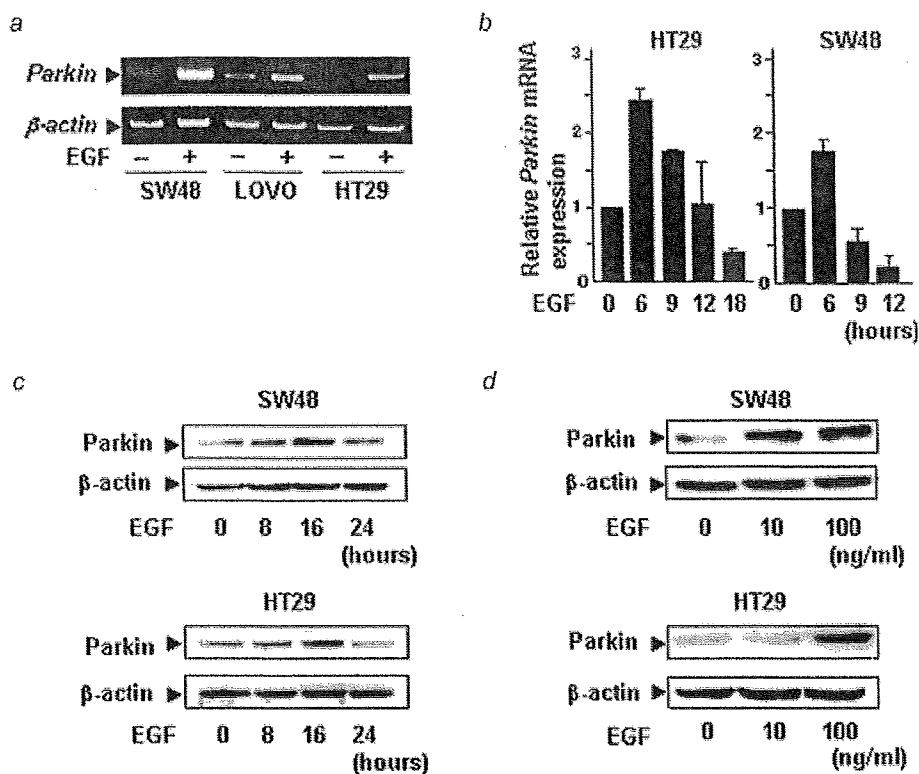 a
Parkin
β-actin
EGF - + - + - +
SW48 LOVO HT29
b
HT29
Relative Parkin mRNA
expression
3
2
1
0
EGF 0 6 9 12 18
SW48
3
2
1
0
0 6 9 12
(hours)
c
SW48
Parkin
β-actin
EGF 0 8 16 24
(hours)
HT29
Parkin
β-actin
EGF 0 8 16 24
(hours)
d
SW48
Parkin
β-actin
EGF 0 10 100
(ng/ml)
HT29
Parkin
β-actin
EGF 0 10 100
(ng/ml)